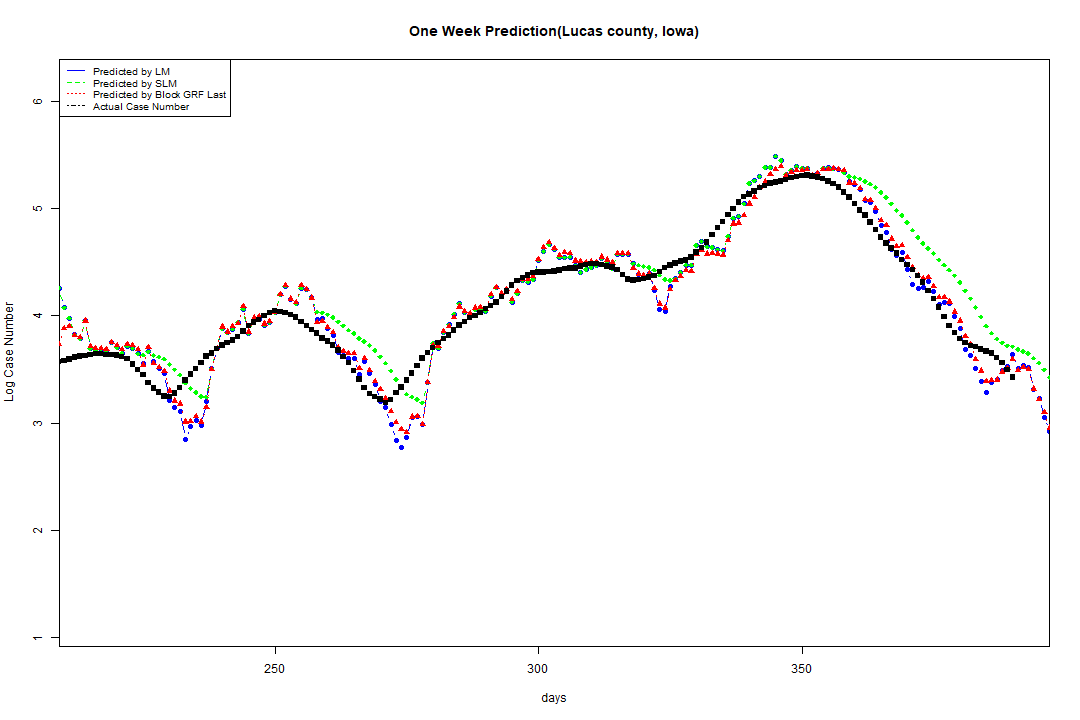 One Week Prediction(Lucas county, Iowa)
Predicted by LM
Predicted by SLM
Predicted by Block GRF Last
Actual Case Number
6
5
4
3
2
1
Log Case Number
250
300
350
days